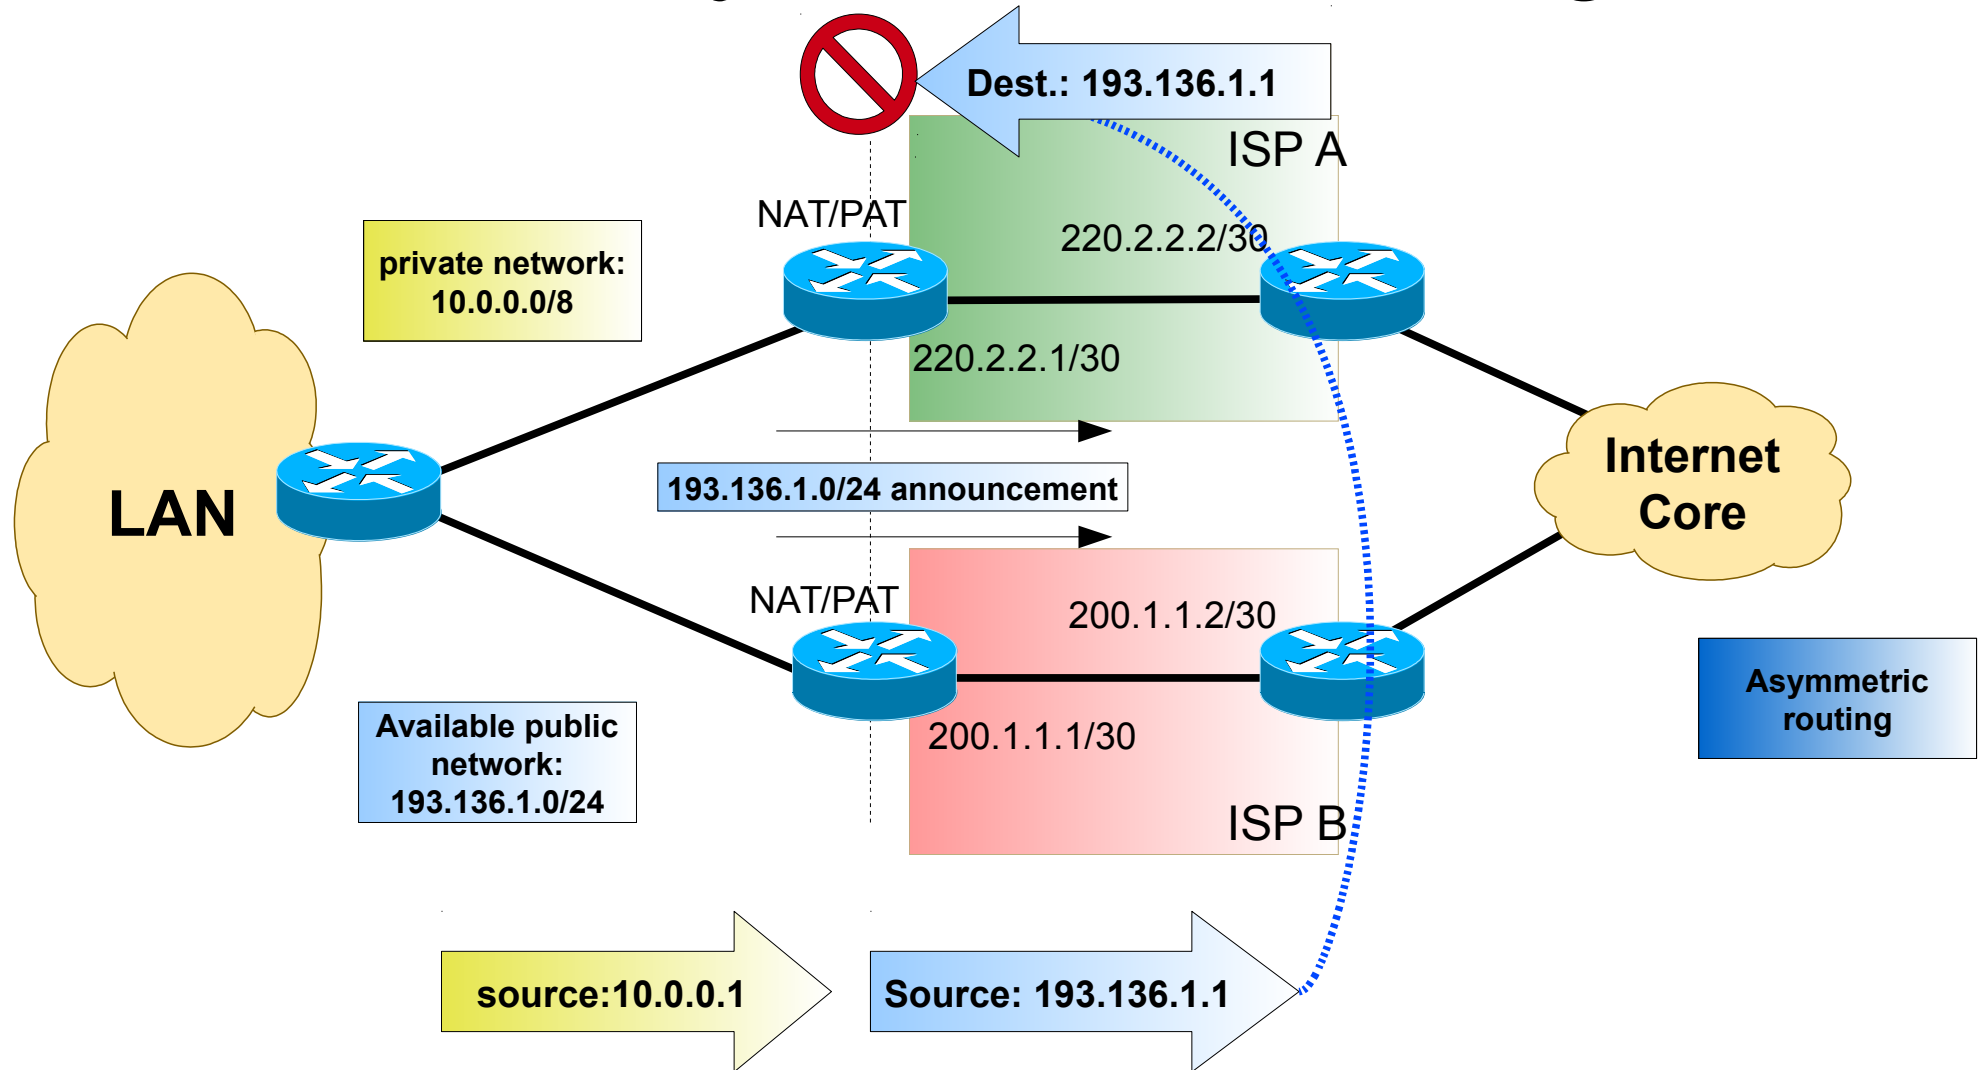 Dest.: 193.136.1.1
ISP A
NAT/PAT
220.2.2.2/30
private network:
10.0.0.0/8
220.2.2.1/30
Internet
Core
193.136.1.0/24 announcement
LAN
NAT/PAT
200.1.1.2/30
Asymmetric
routing
Available public
network:
193.136.1.0/24
200.1.1.1/30
ISP B
source:10.0.0.1
Source: 193.136.1.1